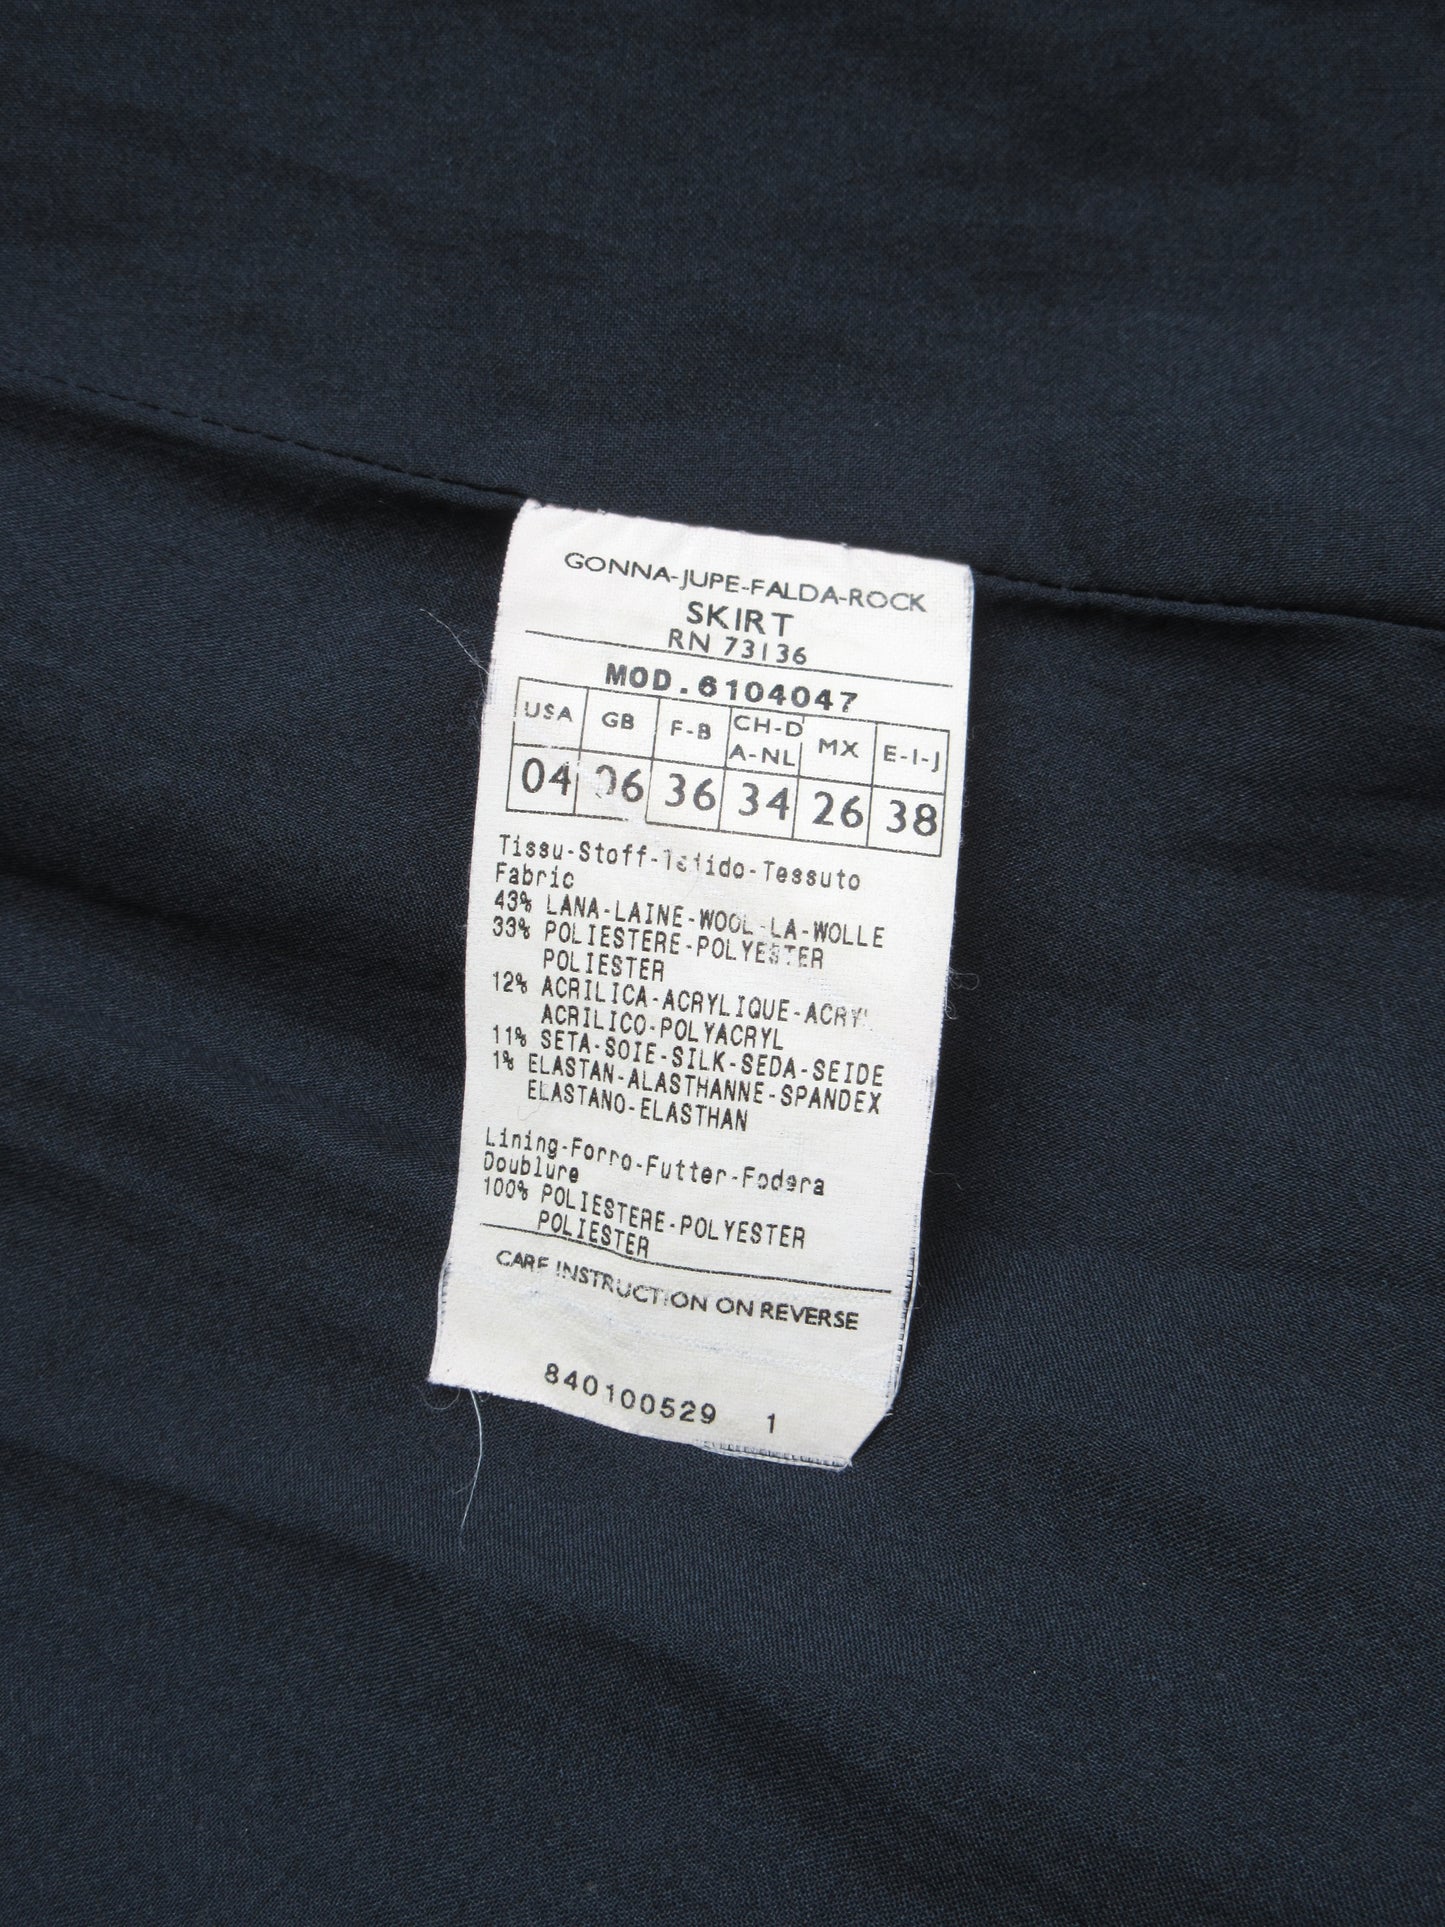 GONNA-JUPE-FALDA-ROCK
SKIRT
RN 73136
MOD.6104047
USA GB F-B CH-D A-NL MX E-I-J
04 06 36 34 26 38
Tissu-Stoff-Tejido-Tessuto
Fabric
43% LANA-LAINE-WOOL-LA-WOLLE
33% POLIESTERE-POLYESTER
POLIESTER
12% ACRILICA-ACRYLIQUE-ACRY
ACRILICO-POLYACRYL
11% SETA-SOIE-SILK-SEDA-SEIDE
1% ELASTAN-ALASTHANNE-SPANDEX
ELASTANO-ELASTHAN
Lining-Forro-Futter-Fodera
Doublure
100% POLIESTERE-POLYESTER
POLIESTER
CARE INSTRUCTION ON REVERSE
840100529 1